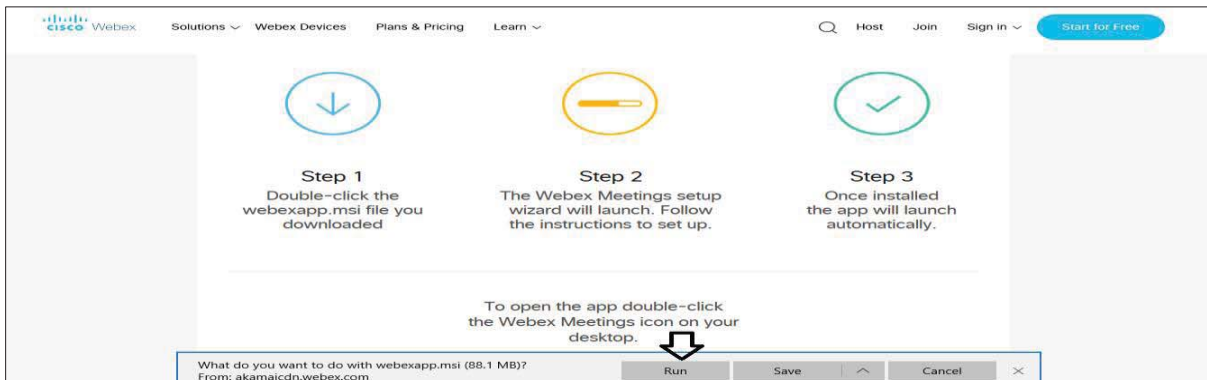 cisco Webex Solutions Webex Devices Plans & Pricing Learn Host Join Sign in Start for Free
Step 1
Double-click the
webexapp.msi file you
downloaded
Step 2
The Webex Meetings setup
wizard will launch. Follow
the instructions to set up.
Step 3
Once installed
the app will launch
automatically.
To open the app double-click
the Webex Meetings icon on your
desktop.
What do you want to do with webexapp.msi (88.1 MB)?
From: akamaicdn.webex.com
Run Save Cancel